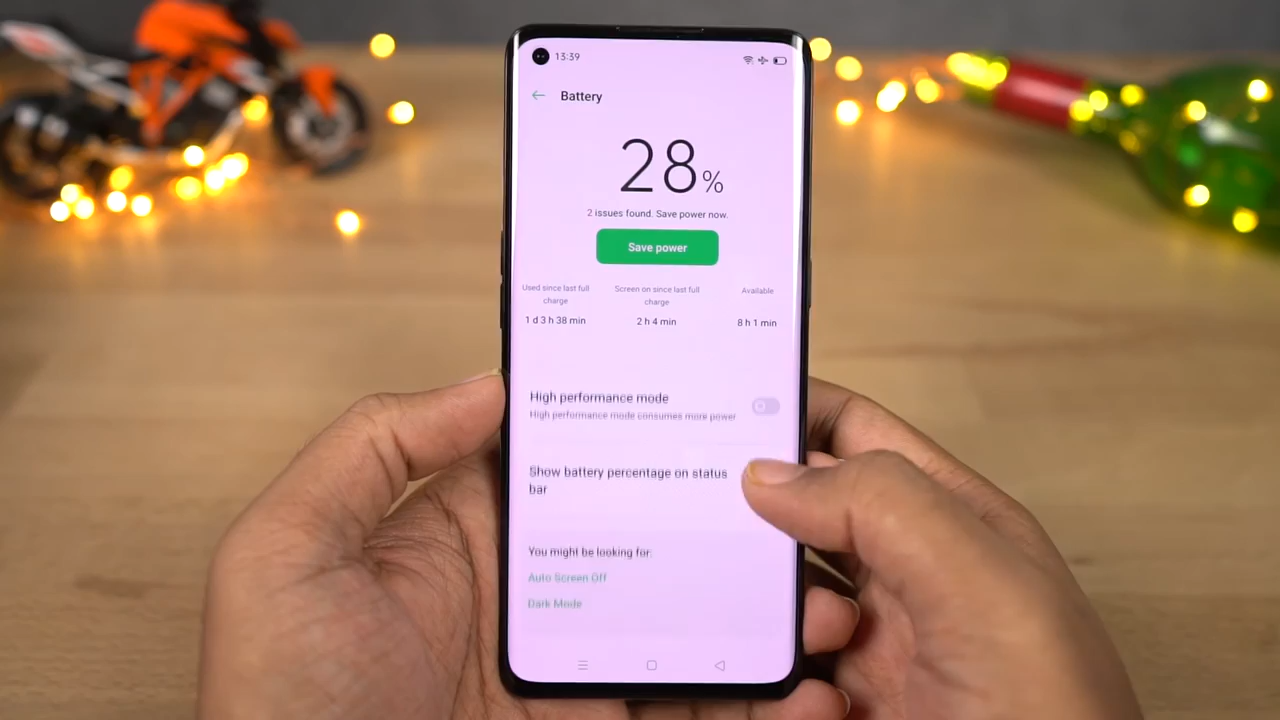 13:39
Battery
28%
2 issues found. Save power now.
Save power
Used since last full
charge
1 d 3 h 38 min
Screen on since last full
charge
2 h 4 min
Available
8 h 1 min
High performance mode
High performance mode consumes more power
Show battery percentage on status
bar
You might be looking for:
Auto Screen Off
Dark Mode